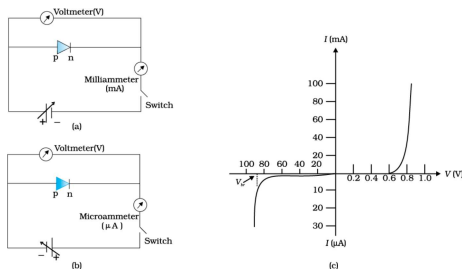 Voltmeter(V)
p n
Milliammeter
(mA)
Switch
+ −
(a)
Voltmeter(V)
p n
Microammeter
(μA)
Switch
− +
(b)
I (mA)
100
80
60
40
20
100 80 60 40 20
0.2 0.4 0.6 0.8 1.0
V (V)
Vbr
10
20
30
I (μA)
(c)